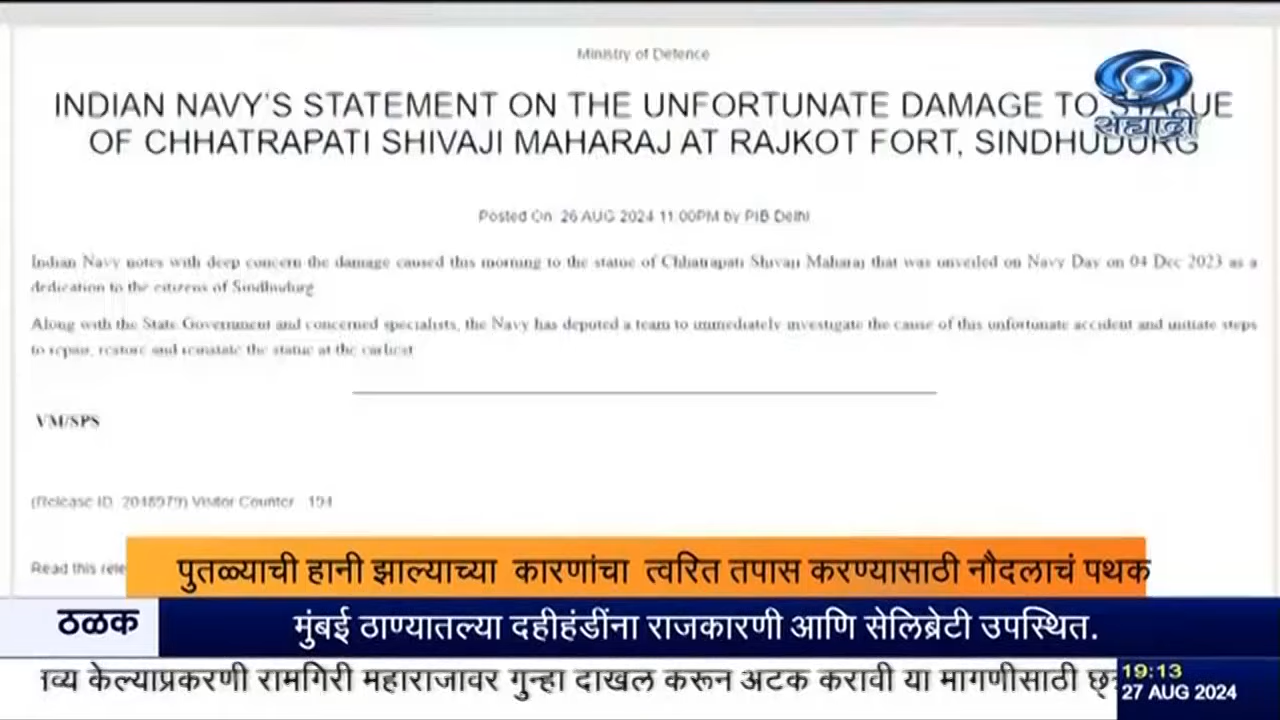 Ministry of Defence
INDIAN NAVY'S STATEMENT ON THE UNFORTUNATE DAMAGE TO STATUE
OF CHHATRAPATI SHIVAJI MAHARAJ AT RAJKOT FORT, SINDHUDURG
सह्याद्री
Posted On: 26 AUG 2024 11:00PM by PIB Delhi
Indian Navy notes with deep concern the damage caused this morning to the statue of Chhatrapati Shivaji Maharaj that was unveiled on Navy Day on 04 Dec 2023 as a
dedication to the citizens of Sindhudurg
Along with the State Government and concerned specialists, the Navy has deputed a team to immediately investigate the cause of this unfortunate accident and initiate steps
to repair, restore and reinstate the statue at the earliest
VM/SPS
(Release ID: Visitor Counter : 194
Read this rele
पुतळ्याची हानी झाल्याच्या कारणांचा त्वरित तपास करण्यासाठी नौदलाचं पथक
ठळक
मुंबई ठाण्यातल्या दहीहंडींना राजकारणी आणि सेलिब्रेटी उपस्थित.
व्य केल्याप्रकरणी रामगिरी महाराजावर गुन्हा दाखल करून अटक करावी या मागणीसाठी
19:13
27 AUG 2024